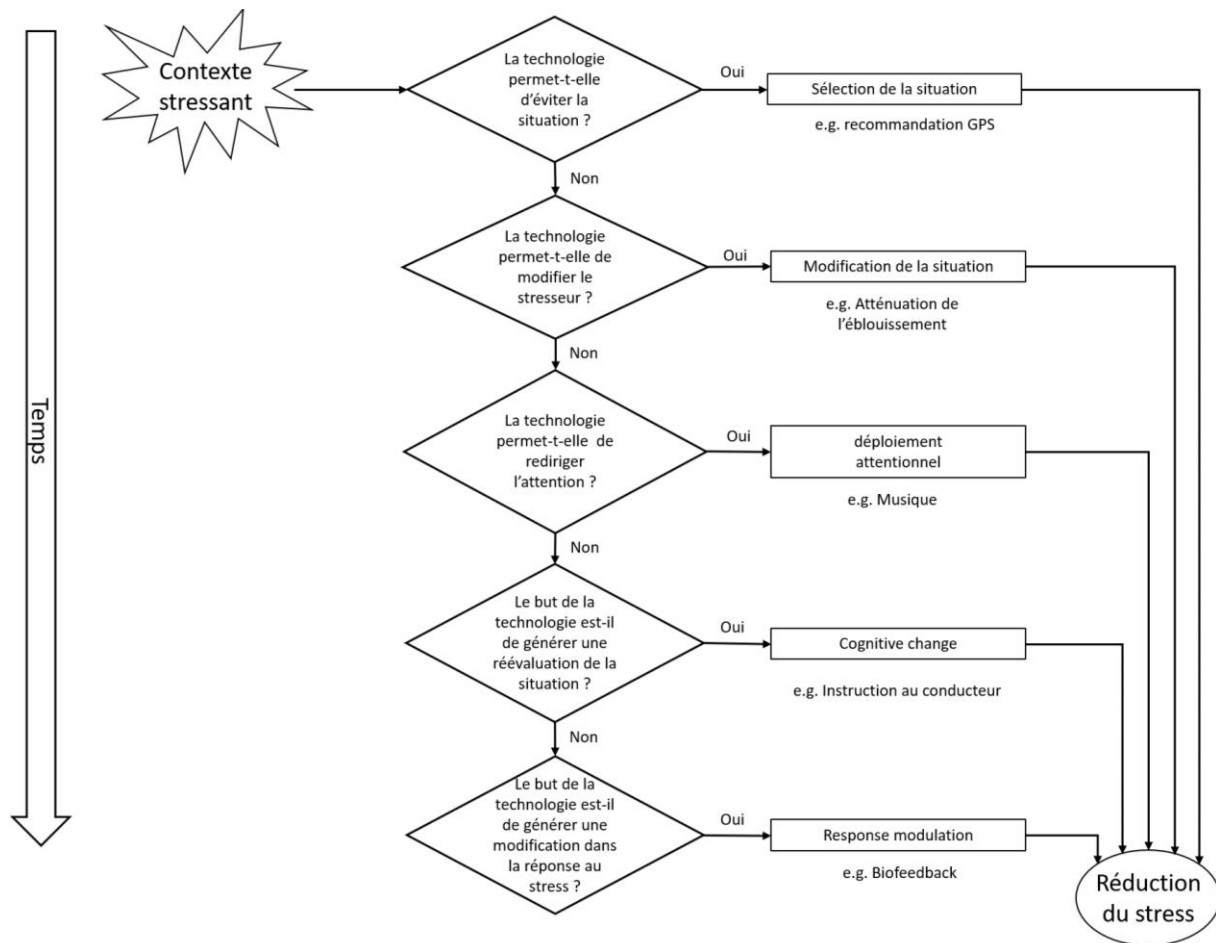 Contexte
stressant
La technologie
permet-t-elle
d'éviter la
situation ?
Oui
Sélection de la situation
e.g. recommandation GPS
Non
La technologie
permet-t-elle de
modifier le
stresseur ?
Oui
Modification de la situation
e.g. Atténuation de
l'éblouissement
Non
Temps
La technologie
permet-t-elle de
rediriger
l'attention ?
Oui
déploiement
attentionnel
e.g. Musique
Non
Le but de la
technologie est-il
de générer une
réévaluation de la
situation ?
Oui
Cognitive change
e.g. Instruction au conducteur
Non
Le but de la
technologie est-il
de générer une
modification dans
la réponse au
stress ?
Oui
Response modulation
e.g. Biofeedback
Réduction
du stress